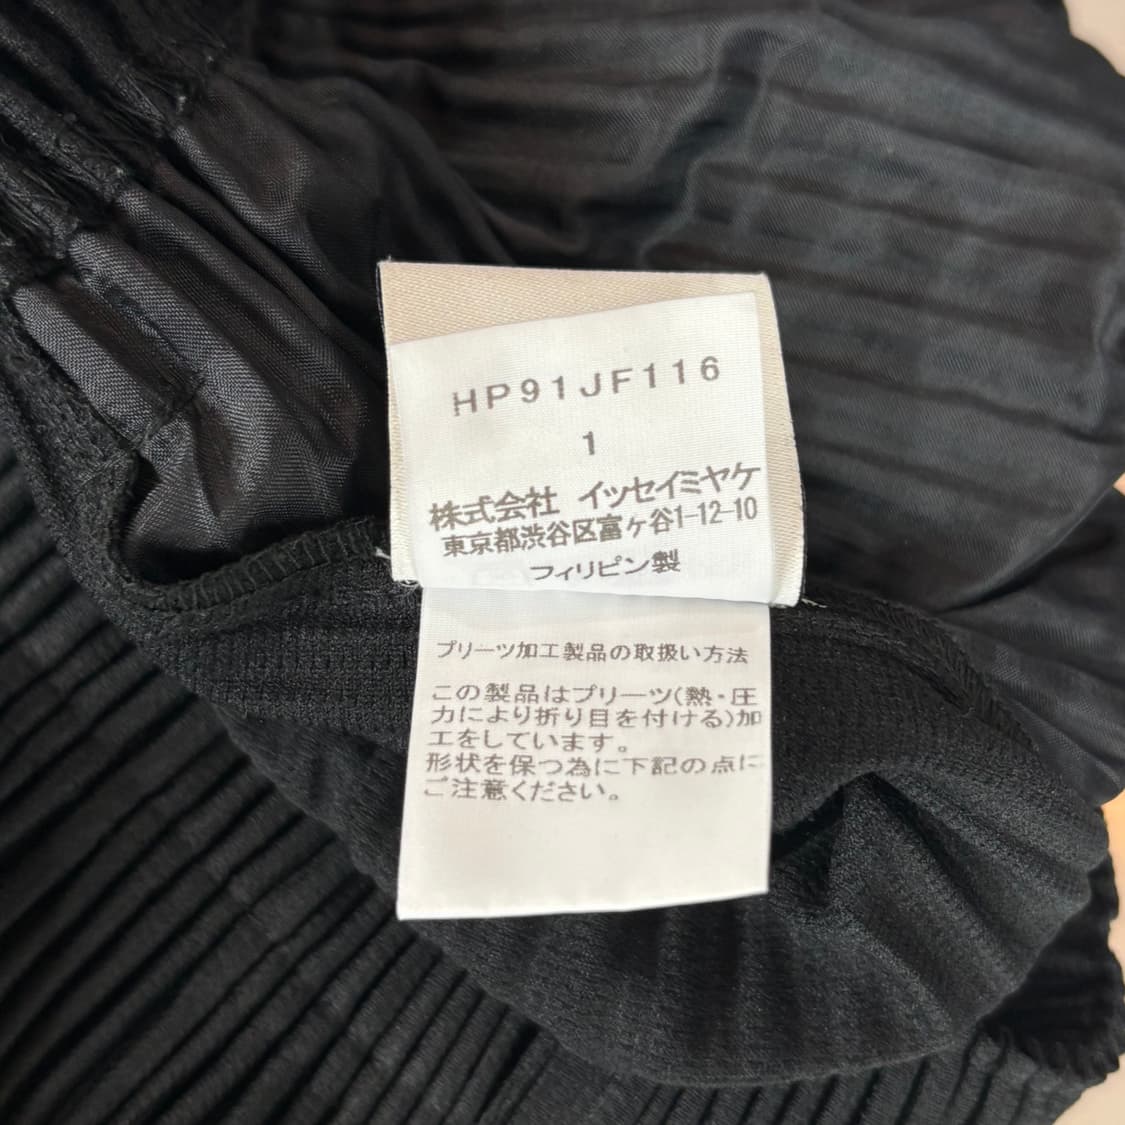 HP91JF116
1
株式会社 イッセイミヤケ
東京都渋谷区富ヶ谷1-12-10
フィリピン製
プリーツ加工製品の取扱い方法
この製品はプリーツ(熱・圧
力により折り目を付ける)加
工をしています。
形状を保つ為に下記の点に
ご注意ください。